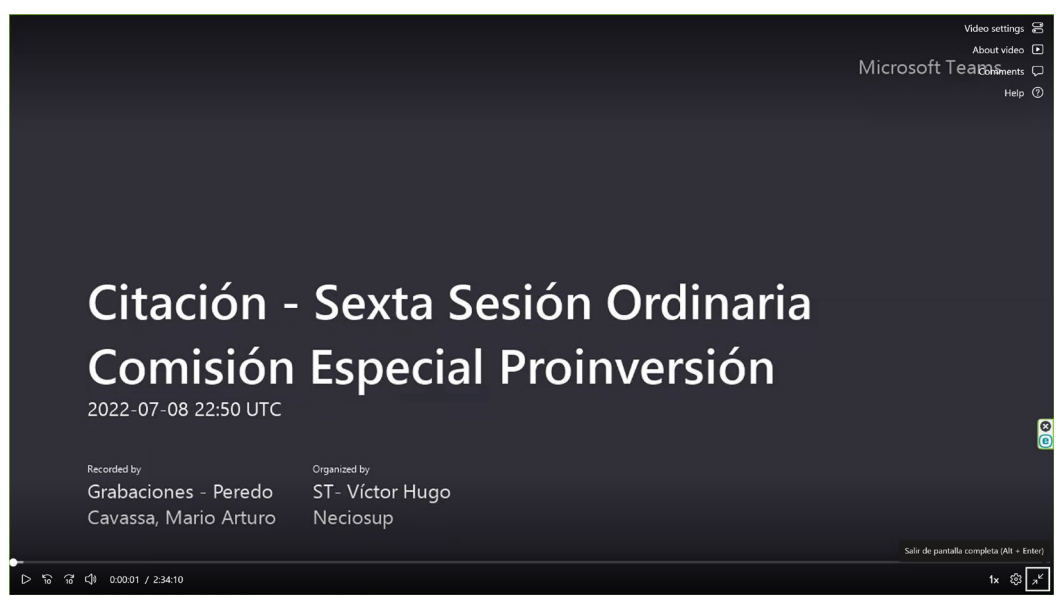 Video settings
About video
Microsoft Teams
Comments
Help
Citación - Sexta Sesión Ordinaria
Comisión Especial Proinversión
2022-07-08 22:50 UTC
Recorded by
Grabaciones - Peredo
Cavassa, Mario Arturo
Organized by
ST- Víctor Hugo
Neciosup
Salir de pantalla completa (Alt + Enter)
10
10
0:00:01 / 2:34:10
1x